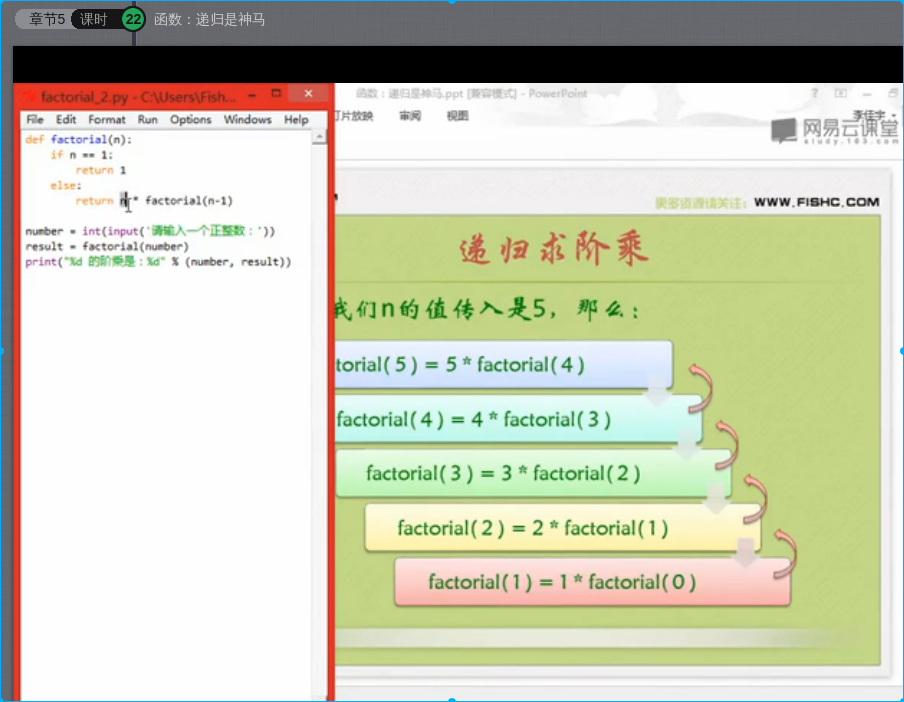 章节5 课时 22 函数：递归是神马
factorial_2.py - C:\Users\Fish...
函数：递归是神马.ppt [兼容模式] - PowerPoint
File Edit Format Run Options Windows Help
灯片放映 审阅 视图
李佳宇
网易云课堂
study.163.com
def factorial(n):
if n == 1:
return 1
else:
return n * factorial(n-1)
number = int(input('请输入一个正整数：'))
result = factorial(number)
print("%d 的阶乘是：%d" % (number, result))
更多资源请关注： WWW.FISHC.COM
递归求阶乘
我们n的值传入是5，那么：
torial( 5 ) = 5 * factorial( 4 )
factorial( 4 ) = 4 * factorial( 3 )
factorial( 3 ) = 3 * factorial( 2 )
factorial( 2 ) = 2 * factorial( 1 )
factorial( 1 ) = 1 * factorial( 0 )